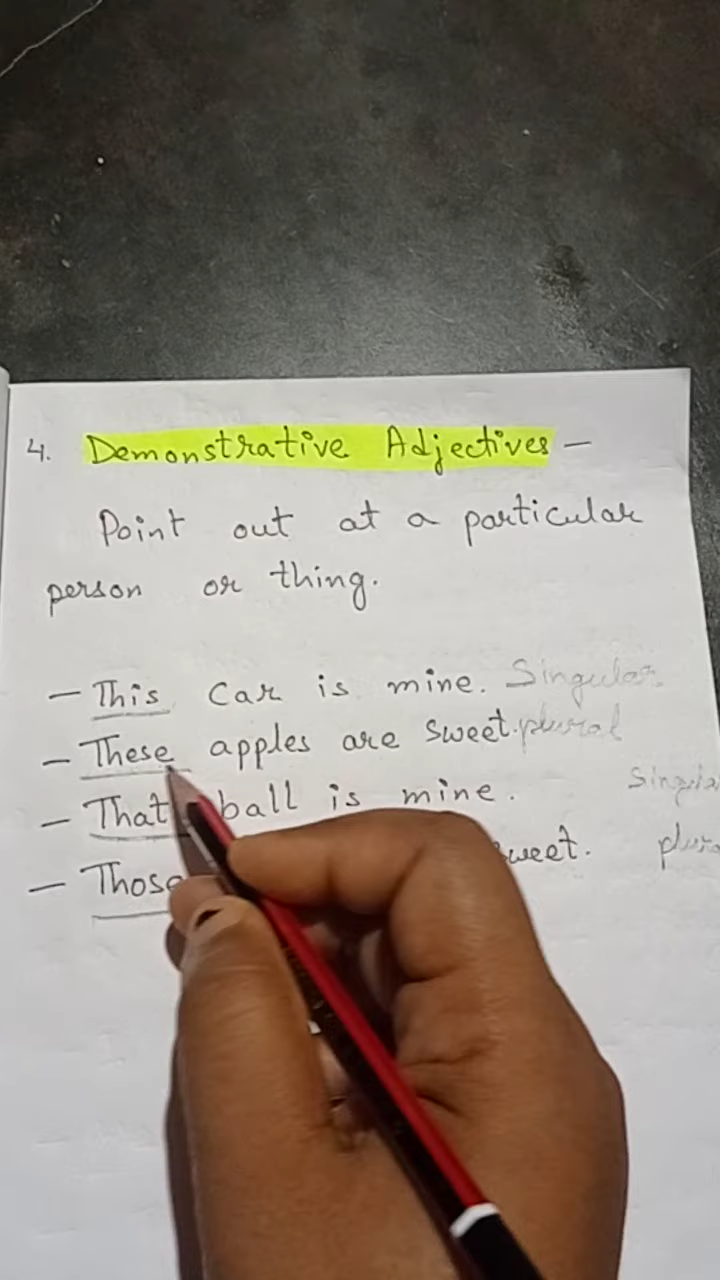 4. Demonstrative Adjectives –
Point out at a particular
person or thing.
– This car is mine. Singular
– These apples are sweet. plural
– That ball is mine.
– Those sweet.